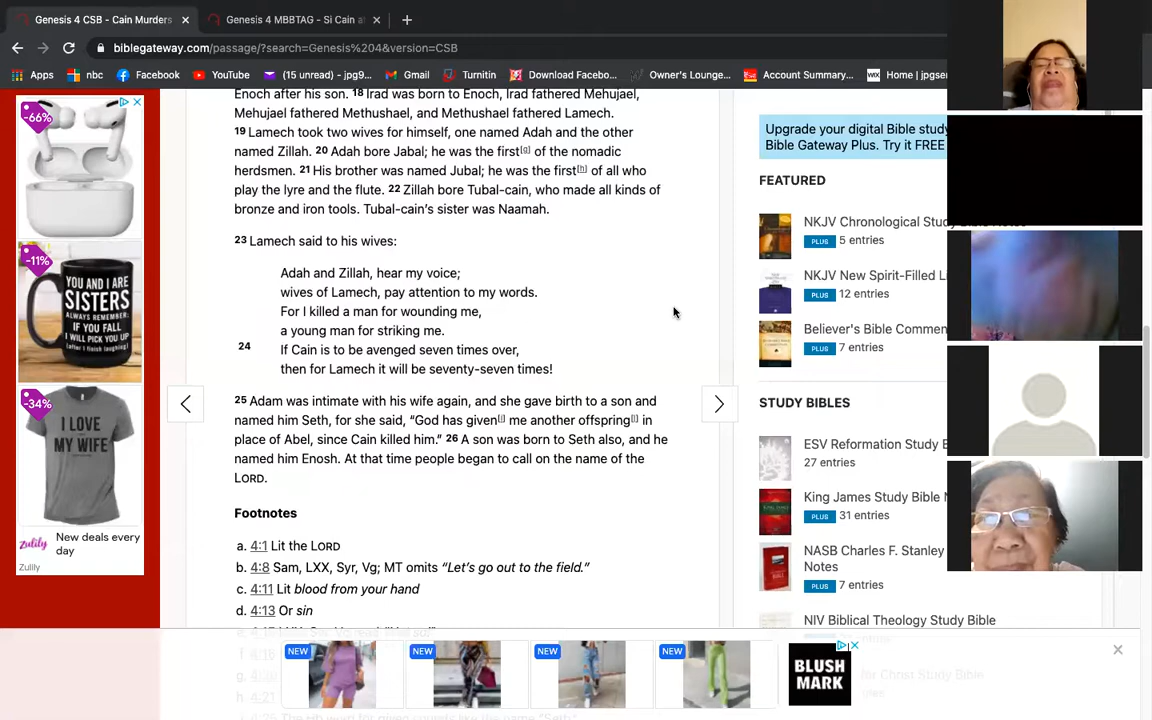 Genesis 4 CSB - Cain Murders
Genesis 4 MBBTAG - Si Cain a
biblegateway.com/passage/?search=Genesis%204&version=CSB
Apps
nbc
Facebook
YouTube
(15 unread) - jpg9...
Gmail
Turnitin
Download Facebo...
Owner's Lounge...
Account Summary...
Home | jpgser
-66%
-11%
YOU AND I ARE
SISTERS
ALWAYS REMEMBER
IF YOU FALL
I WILL PICK YOU UP
(after I finish laughing)
-34%
I LOVE
MY WIFE
Zulily
New deals every
day
Zulily
Enoch after his son. 18 Irad was born to Enoch, Irad fathered Mehujael,
Mehujael fathered Methushael, and Methushael fathered Lamech.
19 Lamech took two wives for himself, one named Adah and the other
named Zillah. 20 Adah bore Jabal; he was the first[g] of the nomadic
herdsmen. 21 His brother was named Jubal; he was the first[h] of all who
play the lyre and the flute. 22 Zillah bore Tubal-cain, who made all kinds of
bronze and iron tools. Tubal-cain's sister was Naamah.
23 Lamech said to his wives:
Adah and Zillah, hear my voice;
wives of Lamech, pay attention to my words.
For I killed a man for wounding me,
a young man for striking me.
24 If Cain is to be avenged seven times over,
then for Lamech it will be seventy-seven times!
25 Adam was intimate with his wife again, and she gave birth to a son and
named him Seth, for she said, “God has given[i] me another offspring[j] in
place of Abel, since Cain killed him.” 26 A son was born to Seth also, and he
named him Enosh. At that time people began to call on the name of the
LORD.
Footnotes
a. 4:1 Lit the LORD
b. 4:8 Sam, LXX, Syr, Vg; MT omits “Let's go out to the field.”
c. 4:11 Lit blood from your hand
d. 4:13 Or sin
Upgrade your digital Bible study
Bible Gateway Plus. Try it FREE
FEATURED
NKJV Chronological Study Bible Notes
PLUS 5 entries
NKJV New Spirit-Filled Li
PLUS 12 entries
Believer's Bible Commen
PLUS 7 entries
STUDY BIBLES
ESV Reformation Study B
27 entries
King James Study Bible N
PLUS 31 entries
NASB Charles F. Stanley
Notes
PLUS 7 entries
NIV Biblical Theology Study Bible
NEW
NEW
NEW
NEW
BLUSH
MARK